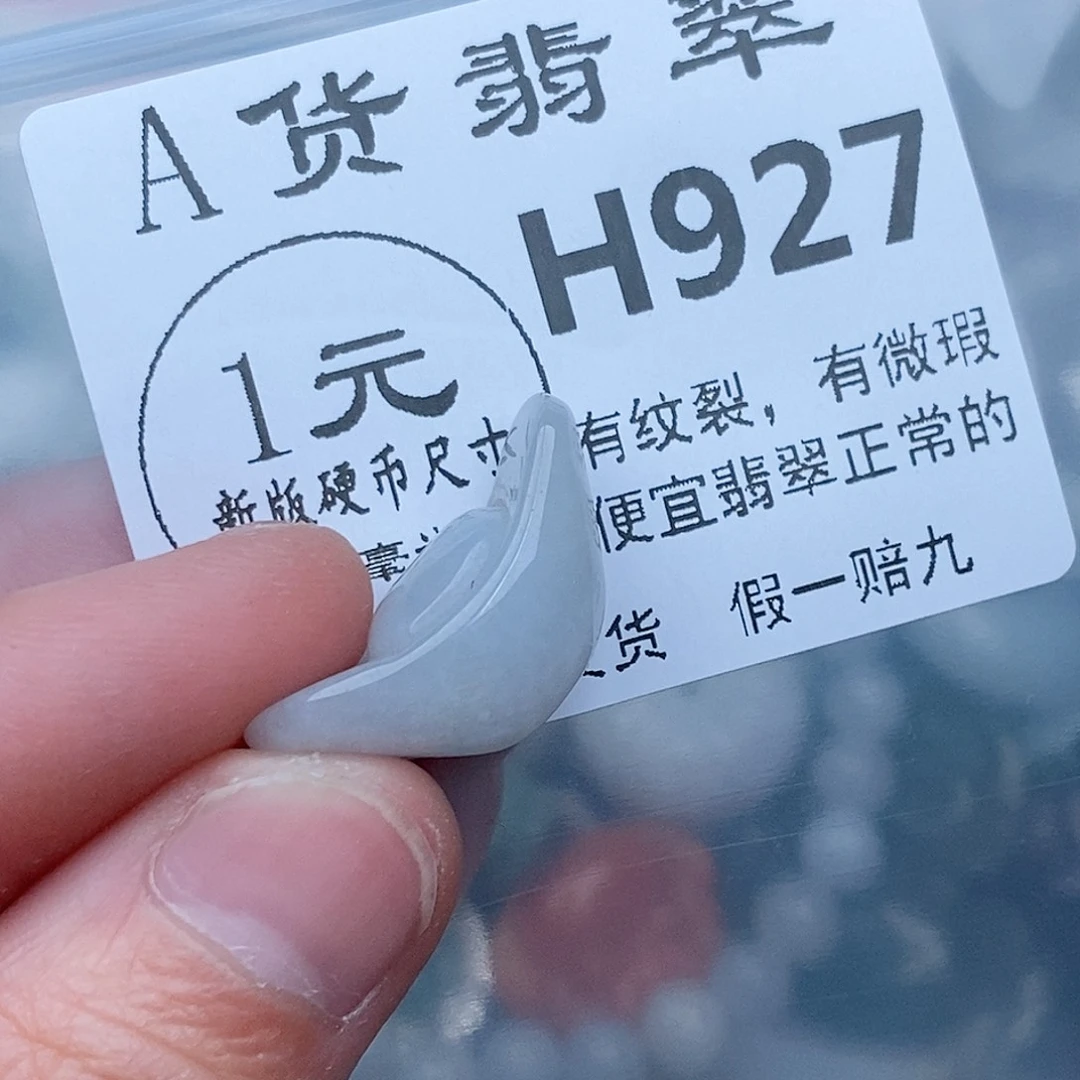 A货翡翠
H927
1元
新版硬币尺寸
有纹裂，有微瑕
毫 便宜翡翠正常的
货 假一赔九